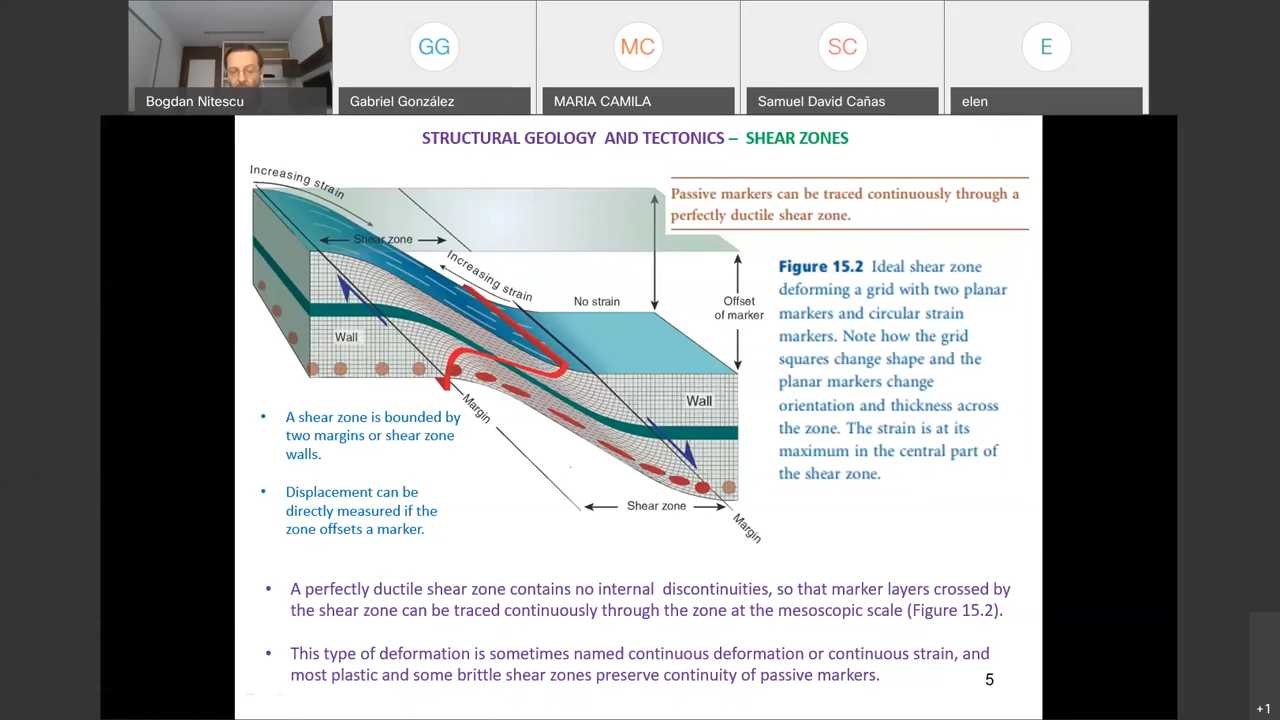 GG
MC
SC
E
Bogdan Nitescu
Gabriel González
MARIA CAMILA
Samuel David Cañas
elen
STRUCTURAL GEOLOGY AND TECTONICS – SHEAR ZONES
Increasing strain
Shear zone
Increasing strain
No strain
Offset
of marker
Wall
Wall
Margin
Shear zone
Margin
Passive markers can be traced continuously through a
perfectly ductile shear zone.
Figure 15.2 Ideal shear zone
deforming a grid with two planar
markers and circular strain
markers. Note how the grid
squares change shape and the
planar markers change
orientation and thickness across
the zone. The strain is at its
maximum in the central part of
the shear zone.
• A shear zone is bounded by
two margins or shear zone
walls.
• Displacement can be
directly measured if the
zone offsets a marker.
• A perfectly ductile shear zone contains no internal discontinuities, so that marker layers crossed by
the shear zone can be traced continuously through the zone at the mesoscopic scale (Figure 15.2).
• This type of deformation is sometimes named continuous deformation or continuous strain, and
most plastic and some brittle shear zones preserve continuity of passive markers.
5
+1